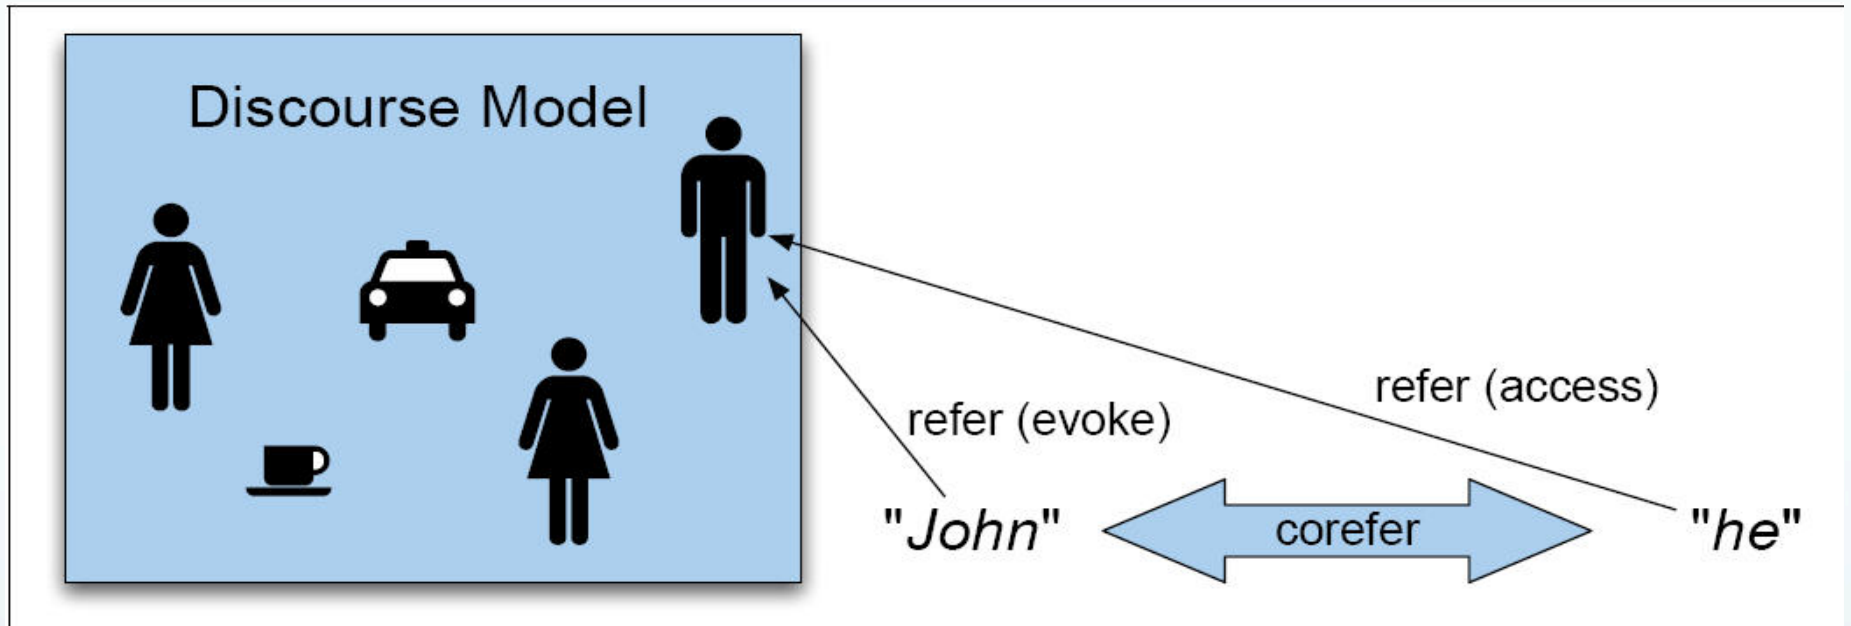 Discourse Model
refer (access)
refer (evoke)
"John"
corefer
"he"